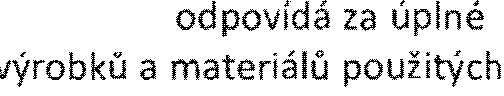 odpovídá za úplné
výrobků a materiálů použitých